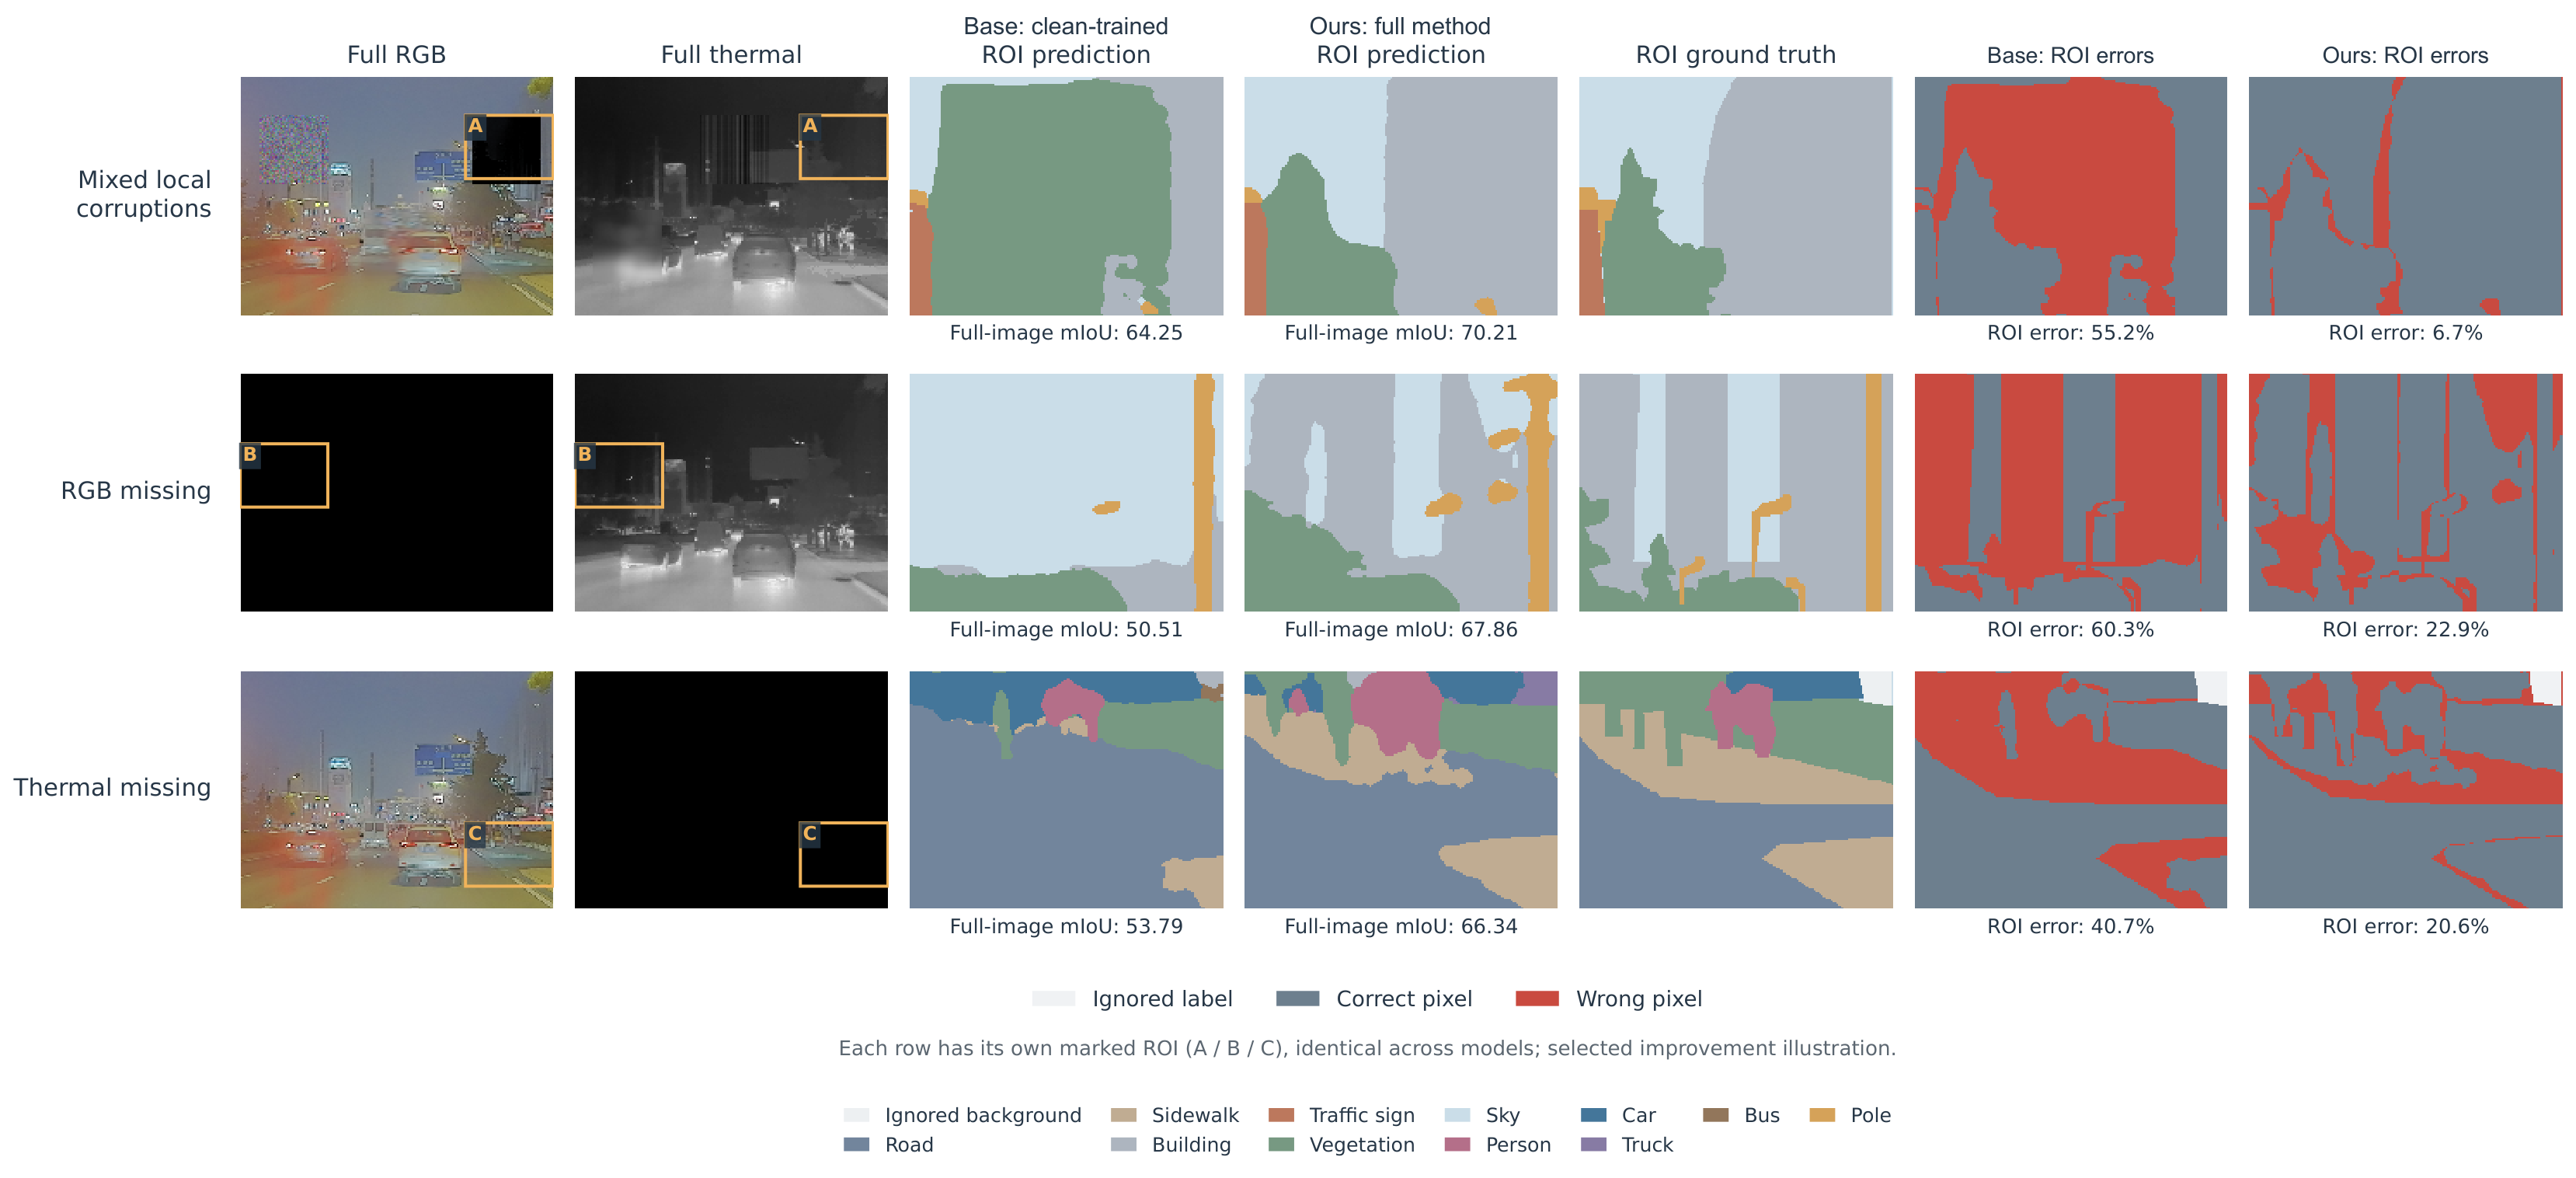 Full RGB
Full thermal
Base: clean-trained
ROI prediction
Ours: full method
ROI prediction
ROI ground truth
Base: ROI errors
Ours: ROI errors
Mixed local
corruptions
A
A
Full-image mIoU: 64.25
Full-image mIoU: 70.21
ROI error: 55.2%
ROI error: 6.7%
RGB missing
B
B
Full-image mIoU: 50.51
Full-image mIoU: 67.86
ROI error: 60.3%
ROI error: 22.9%
Thermal missing
C
C
Full-image mIoU: 53.79
Full-image mIoU: 66.34
ROI error: 40.7%
ROI error: 20.6%
Ignored label
Correct pixel
Wrong pixel
Each row has its own marked ROI (A / B / C), identical across models; selected improvement illustration.
Ignored background
Sidewalk
Traffic sign
Sky
Car
Bus
Pole
Road
Building
Vegetation
Person
Truck